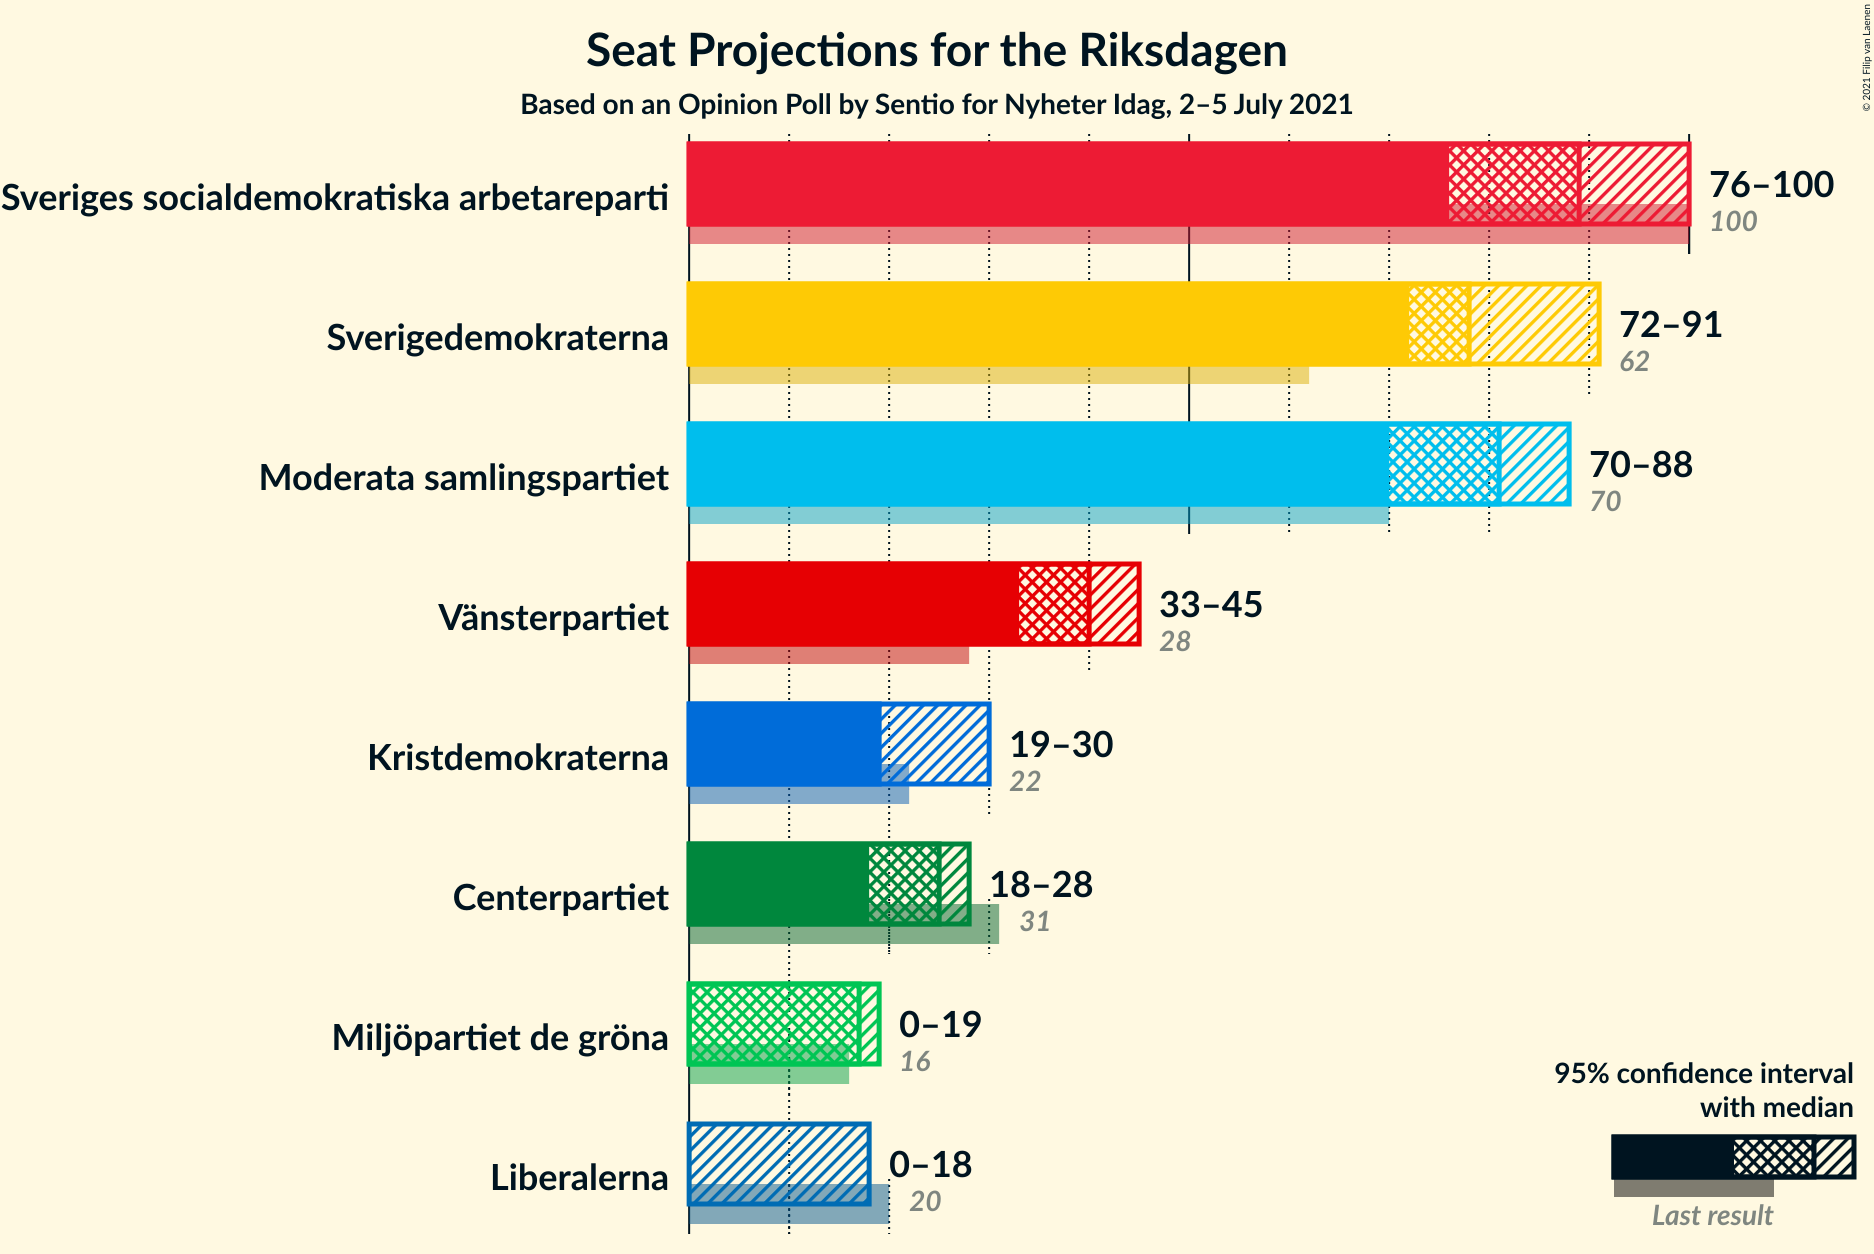 Seat Projections for the Riksdagen
Based on an Opinion Poll by Sentio for Nyheter Idag, 2–5 July 2021
© 2021 Filip van Laenen
Sveriges socialdemokratiska arbetareparti
76–100
100
Sverigedemokraterna
72–91
62
Moderata samlingspartiet
70–88
70
Vänsterpartiet
33–45
28
Kristdemokraterna
19–30
22
Centerpartiet
18–28
31
Miljöpartiet de gröna
0–19
16
Liberalerna
0–18
20
95% confidence interval
with median
Last result